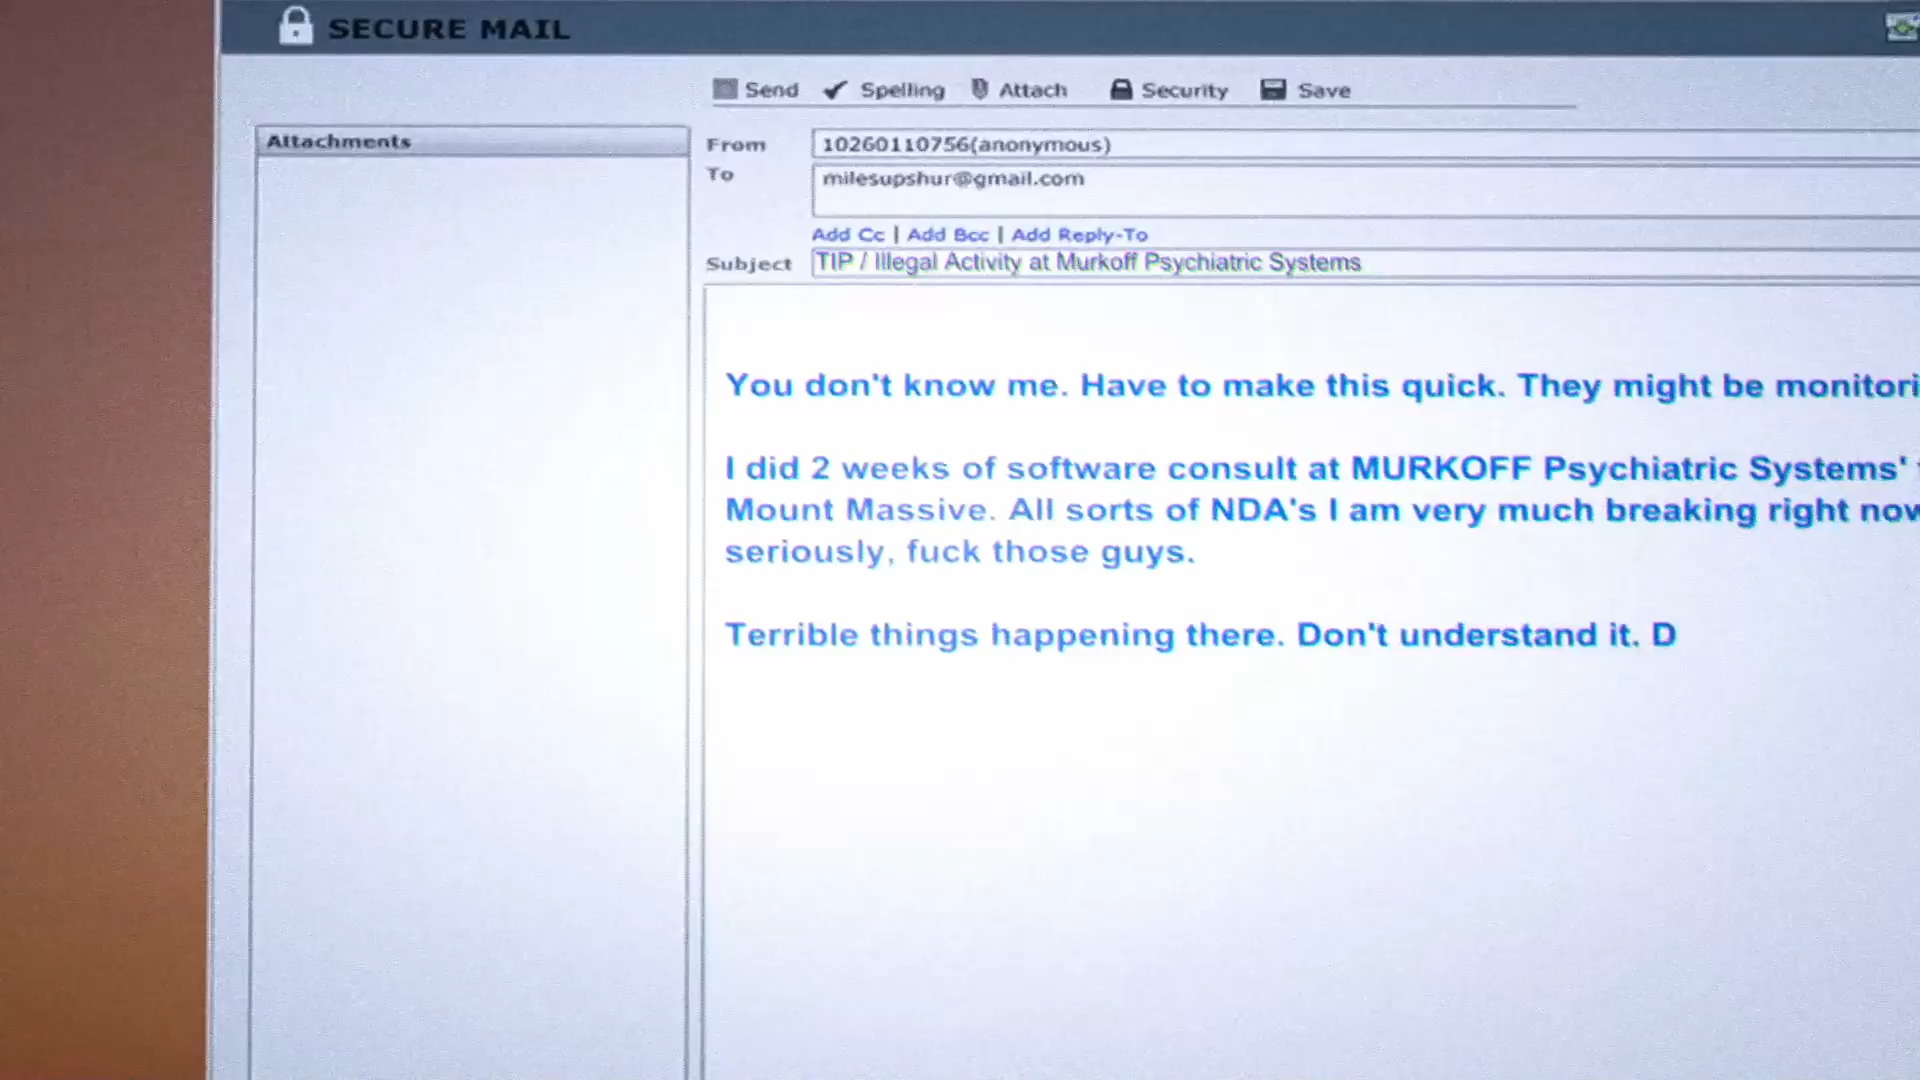 SECURE MAIL
Send Spelling Attach Security Save
Attachments
From 10260110756(anonymous)
To milesupshur@gmail.com
Add Cc | Add Bcc | Add Reply-To
Subject TIP / Illegal Activity at Murkoff Psychiatric Systems
You don't know me. Have to make this quick. They might be monitori
I did 2 weeks of software consult at MURKOFF Psychiatric Systems'
Mount Massive. All sorts of NDA's I am very much breaking right now
seriously, fuck those guys.
Terrible things happening there. Don't understand it. D